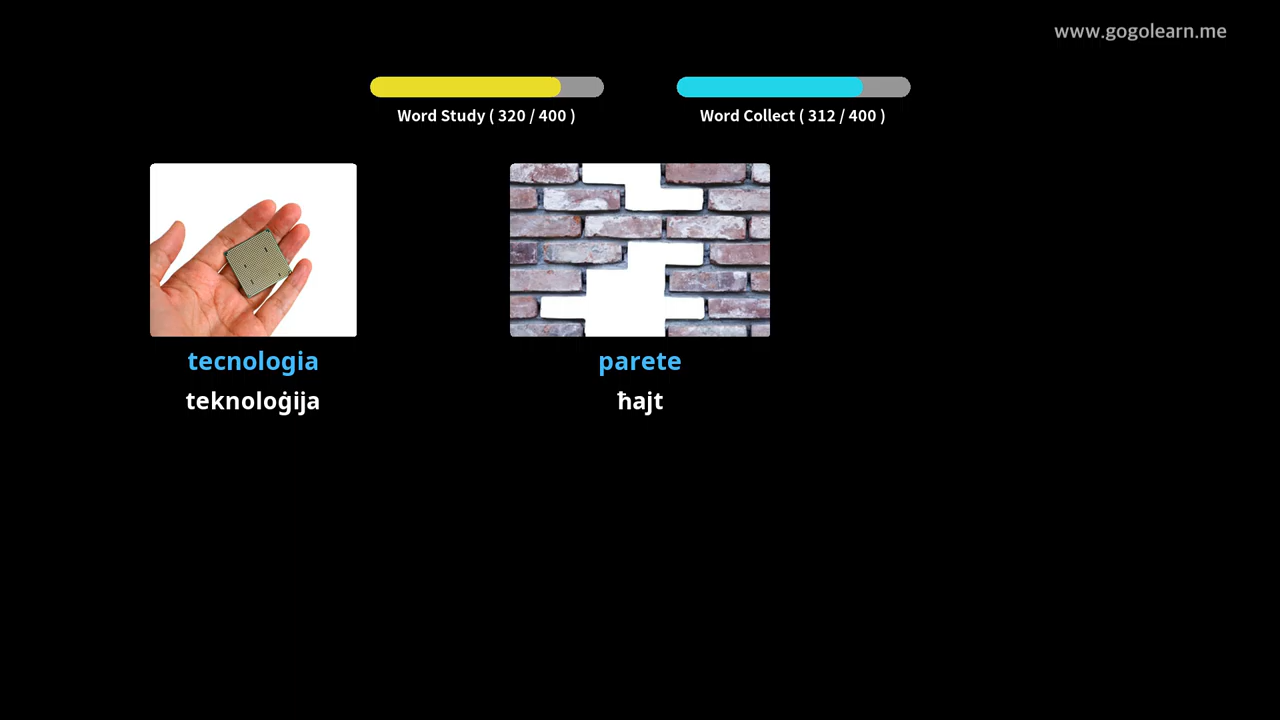 www.gogolearn.me
Word Study ( 320 / 400 )
Word Collect ( 312 / 400 )
tecnologia
teknoloġija
parete
ħajt